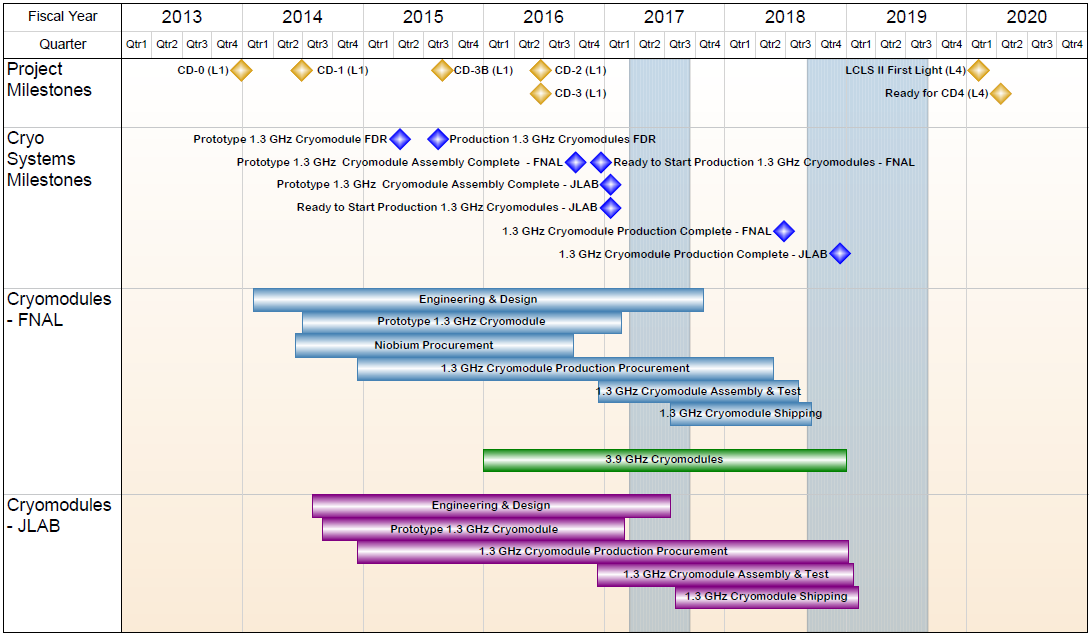 Fiscal Year 2013 2014 2015 2016 2017 2018 2019 2020
Quarter Qtr1 Qtr2 Qtr3 Qtr4 Qtr1 Qtr2 Qtr3 Qtr4 Qtr1 Qtr2 Qtr3 Qtr4 Qtr1 Qtr2 Qtr3 Qtr4 Qtr1 Qtr2 Qtr3 Qtr4 Qtr1 Qtr2 Qtr3 Qtr4 Qtr1 Qtr2 Qtr3 Qtr4 Qtr1 Qtr2 Qtr3 Qtr4
Project
Milestones
CD-0 (L1) CD-1 (L1) CD-3B (L1) CD-2 (L1) LCLS II First Light (L4)
CD-3 (L1) Ready for CD4 (L4)
Cryo
Systems
Milestones
Prototype 1.3 GHz Cryomodule FDR Production 1.3 GHz Cryomodules FDR
Prototype 1.3 GHz Cryomodule Assembly Complete - FNAL Ready to Start Production 1.3 GHz Cryomodules - FNAL
Prototype 1.3 GHz Cryomodule Assembly Complete - JLAB
Ready to Start Production 1.3 GHz Cryomodules - JLAB
1.3 GHz Cryomodule Production Complete - FNAL
1.3 GHz Cryomodule Production Complete - JLAB
Cryomodules
- FNAL
Engineering & Design
Prototype 1.3 GHz Cryomodule
Niobium Procurement
1.3 GHz Cryomodule Production Procurement
1.3 GHz Cryomodule Assembly & Test
1.3 GHz Cryomodule Shipping
3.9 GHz Cryomodules
Cryomodules
- JLAB
Engineering & Design
Prototype 1.3 GHz Cryomodule
1.3 GHz Cryomodule Production Procurement
1.3 GHz Cryomodule Assembly & Test
1.3 GHz Cryomodule Shipping